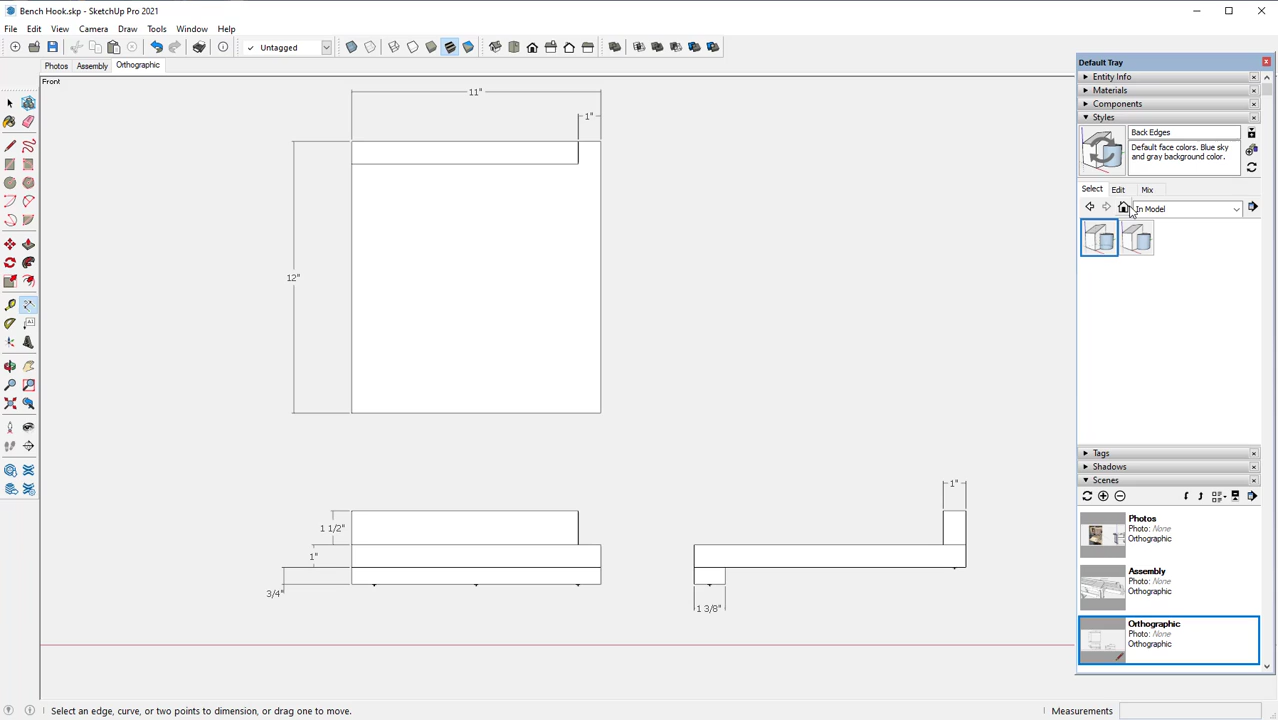 Bench Hook.skp - SketchUp Pro 2021
File Edit View Camera Draw Tools Window Help
Untagged
Photos Assembly Orthographic
Front
Default Tray
Entity Info
Materials
Components
Styles
Back Edges
Default face colors. Blue sky
and gray background color.
Select Edit Mix
In Model
11"
1"
12"
1 1/2"
1"
3/4"
1"
1 3/8"
Tags
Shadows
Scenes
Photos
Photo: None
Orthographic
Assembly
Photo: None
Orthographic
Orthographic
Photo: None
Orthographic
Select an edge, curve, or two points to dimension, or drag one to move.
Measurements